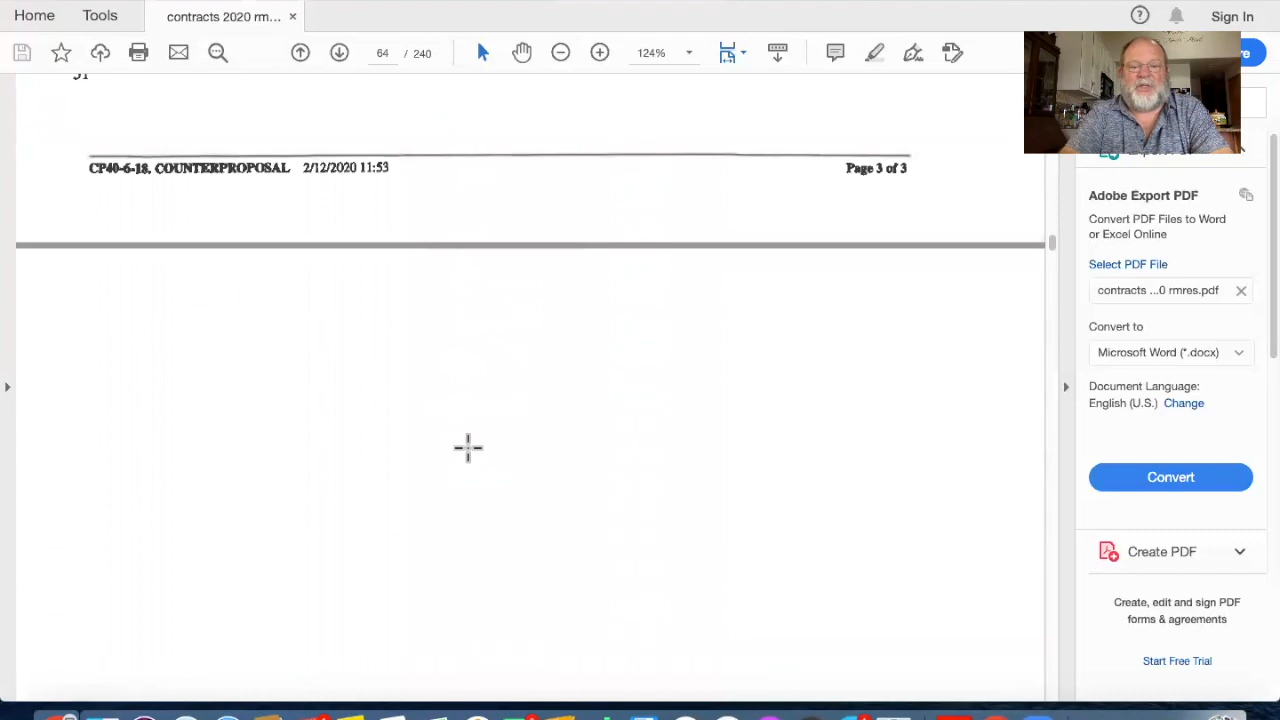 Home
Tools
contracts 2020 rm... ×
Sign In
64 / 240
124%
re
CP40-6-18. COUNTERPROPOSAL 2/12/2020 11:53
Page 3 of 3
Adobe Export PDF
Convert PDF Files to Word
or Excel Online
Select PDF File
contracts ...0 rmres.pdf
Convert to
Microsoft Word (*.docx)
Document Language:
English (U.S.) Change
Convert
Create PDF
Create, edit and sign PDF
forms & agreements
Start Free Trial